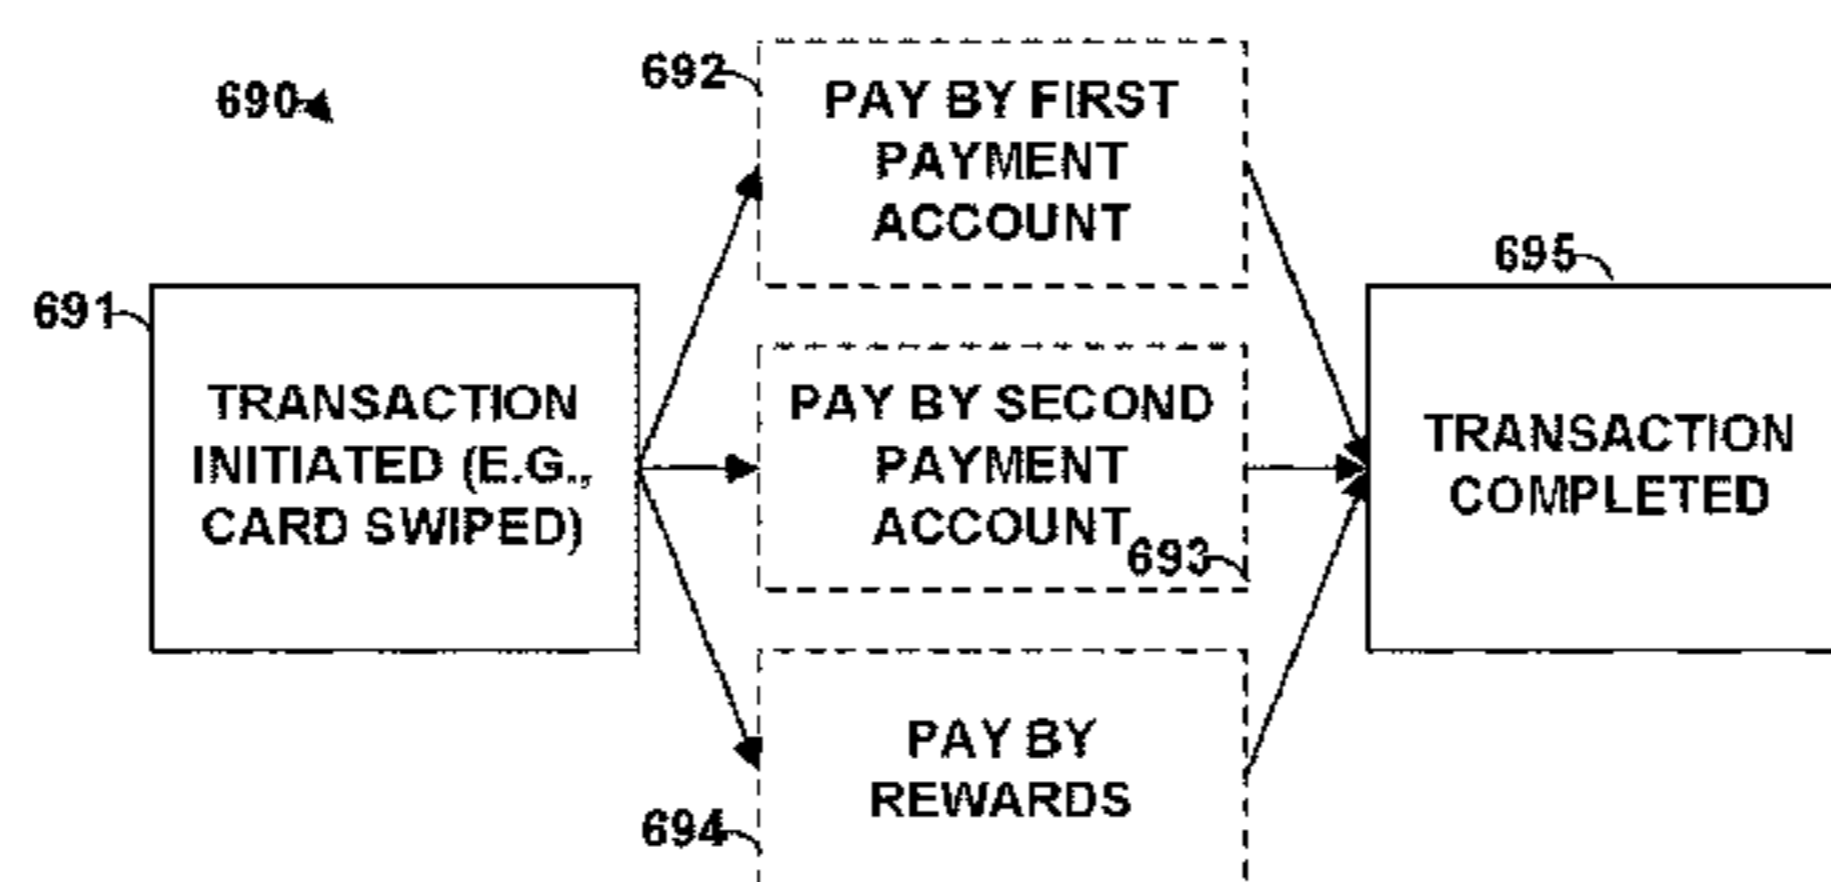 690
692
PAY BY FIRST
PAYMENT
ACCOUNT
691
TRANSACTION
INITIATED (E.G.,
CARD SWIPED)
PAY BY SECOND
PAYMENT
ACCOUNT
693
PAY BY
REWARDS
694
695
TRANSACTION
COMPLETED